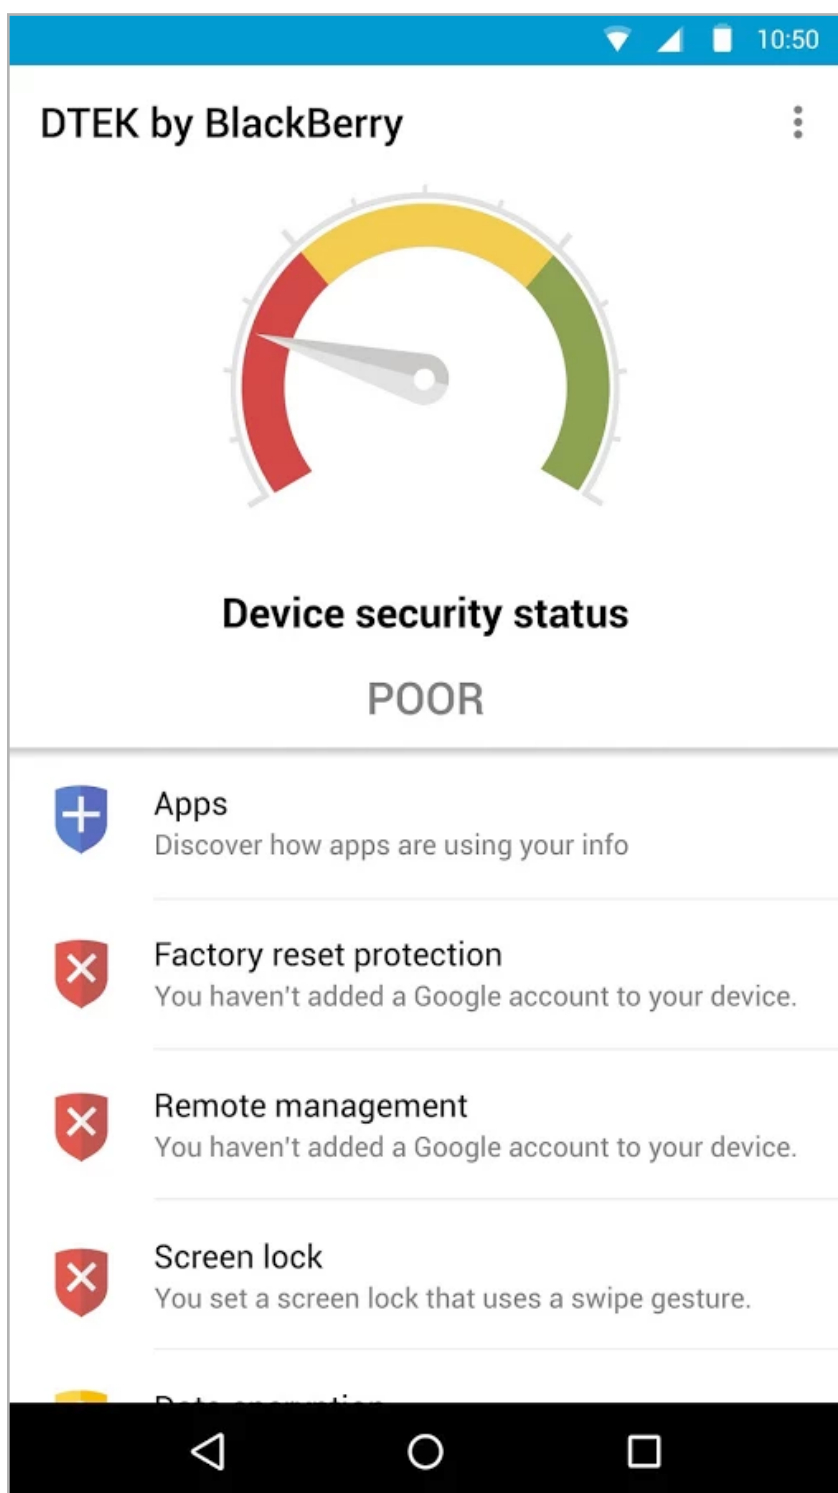 10:50
DTEK by BlackBerry
Device security status
POOR
Apps
Discover how apps are using your info
Factory reset protection
You haven't added a Google account to your device.
Remote management
You haven't added a Google account to your device.
Screen lock
You set a screen lock that uses a swipe gesture.